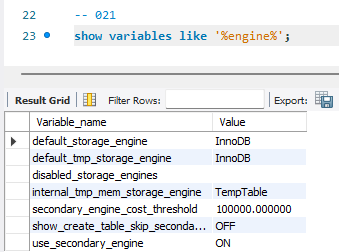 22 -- 021
23 show variables like '%engine%';
Result Grid Filter Rows: Export:
Variable_name Value
default_storage_engine InnoDB
default_tmp_storage_engine InnoDB
disabled_storage_engines
internal_tmp_mem_storage_engine TempTable
secondary_engine_cost_threshold 100000.000000
show_create_table_skip_seconda... OFF
use_secondary_engine ON